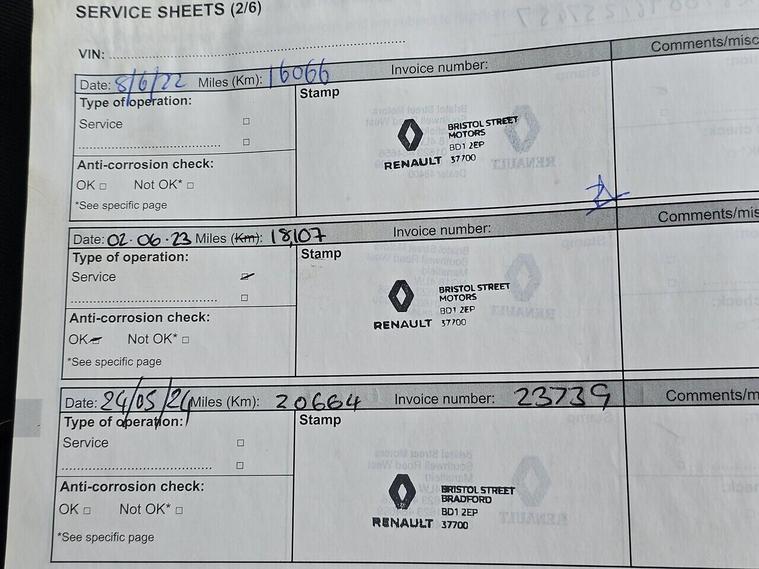 SERVICE SHEETS (2/6)
VIN:
Date: 8/6/22 Miles (Km): 16066 Invoice number: Comments/misc
Type of operation:
Stamp
Service
Anti-corrosion check:
OK Not OK*
*See specific page
BRISTOL STREET
MOTORS
BD1 2EP
RENAULT 37700
Date: 02.06.23 Miles (Km): 18,107 Invoice number: Comments/mis
Type of operation:
Stamp
Service
Anti-corrosion check:
OK Not OK*
*See specific page
BRISTOL STREET
MOTORS
BD1 2EP
RENAULT 37700
Date: 24/05/24 Miles (Km): 20664 Invoice number: 23739 Comments/m
Type of operation:
Stamp
Service
Anti-corrosion check:
OK Not OK*
*See specific page
BRISTOL STREET
BRADFORD
BD1 2EP
RENAULT 37700